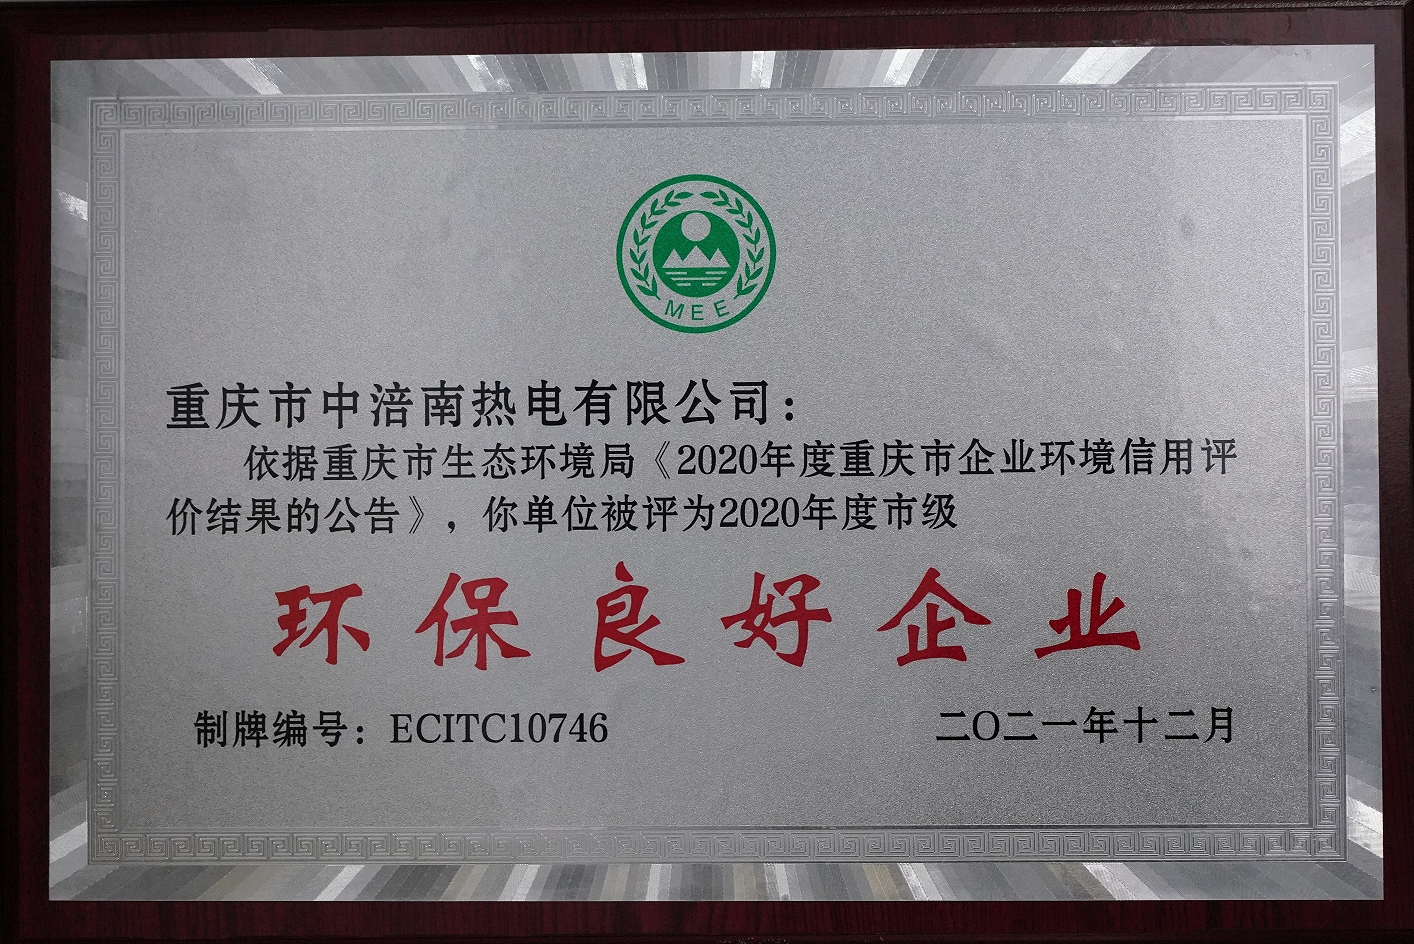 MEE
重庆市中涪南热电有限公司：
依据重庆市生态环境局《2020年度重庆市企业环境信用评
价结果的公告》，你单位被评为2020年度市级
环保良好企业
制牌编号：ECITC10746
二〇二一年十二月